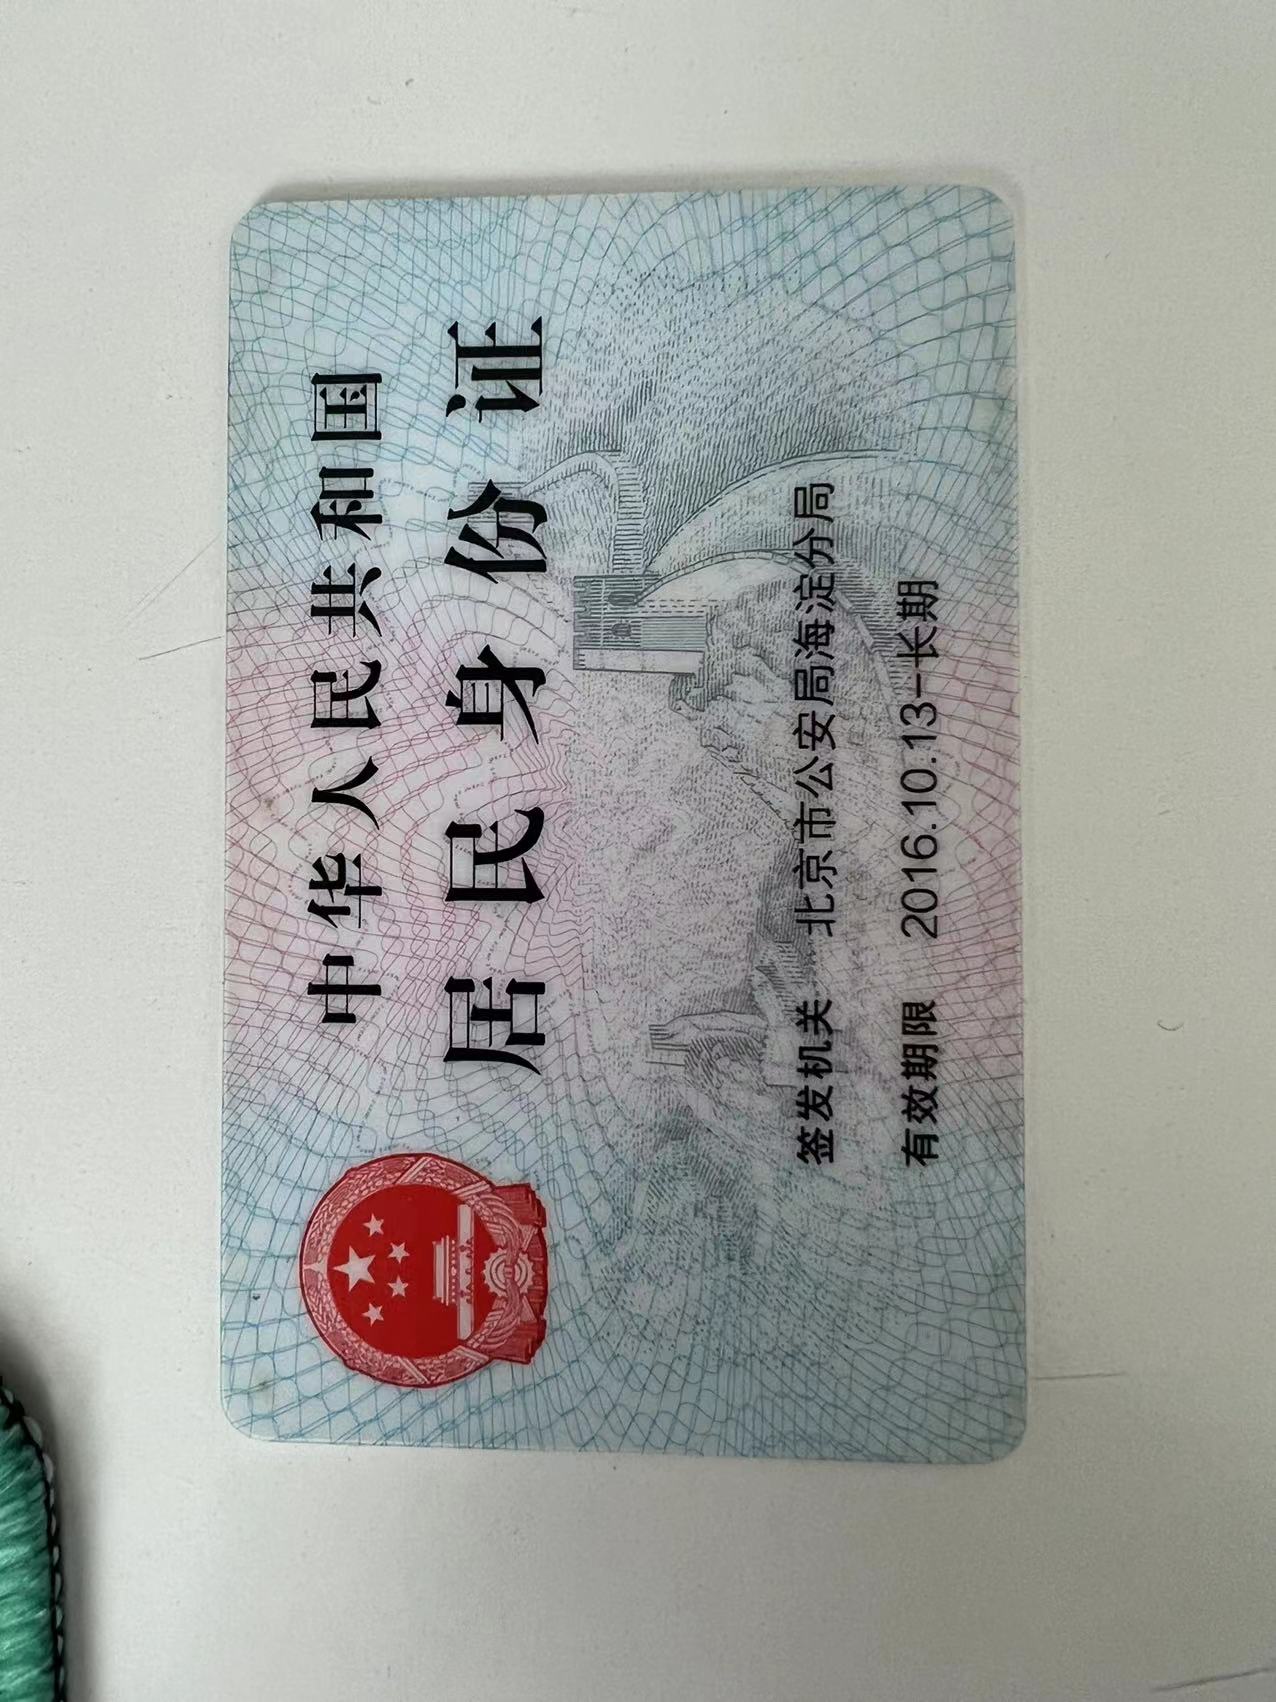 中华人民共和国
居民身份证
签发机关 北京市公安局海淀分局
有效期限 2016.10.13-长期